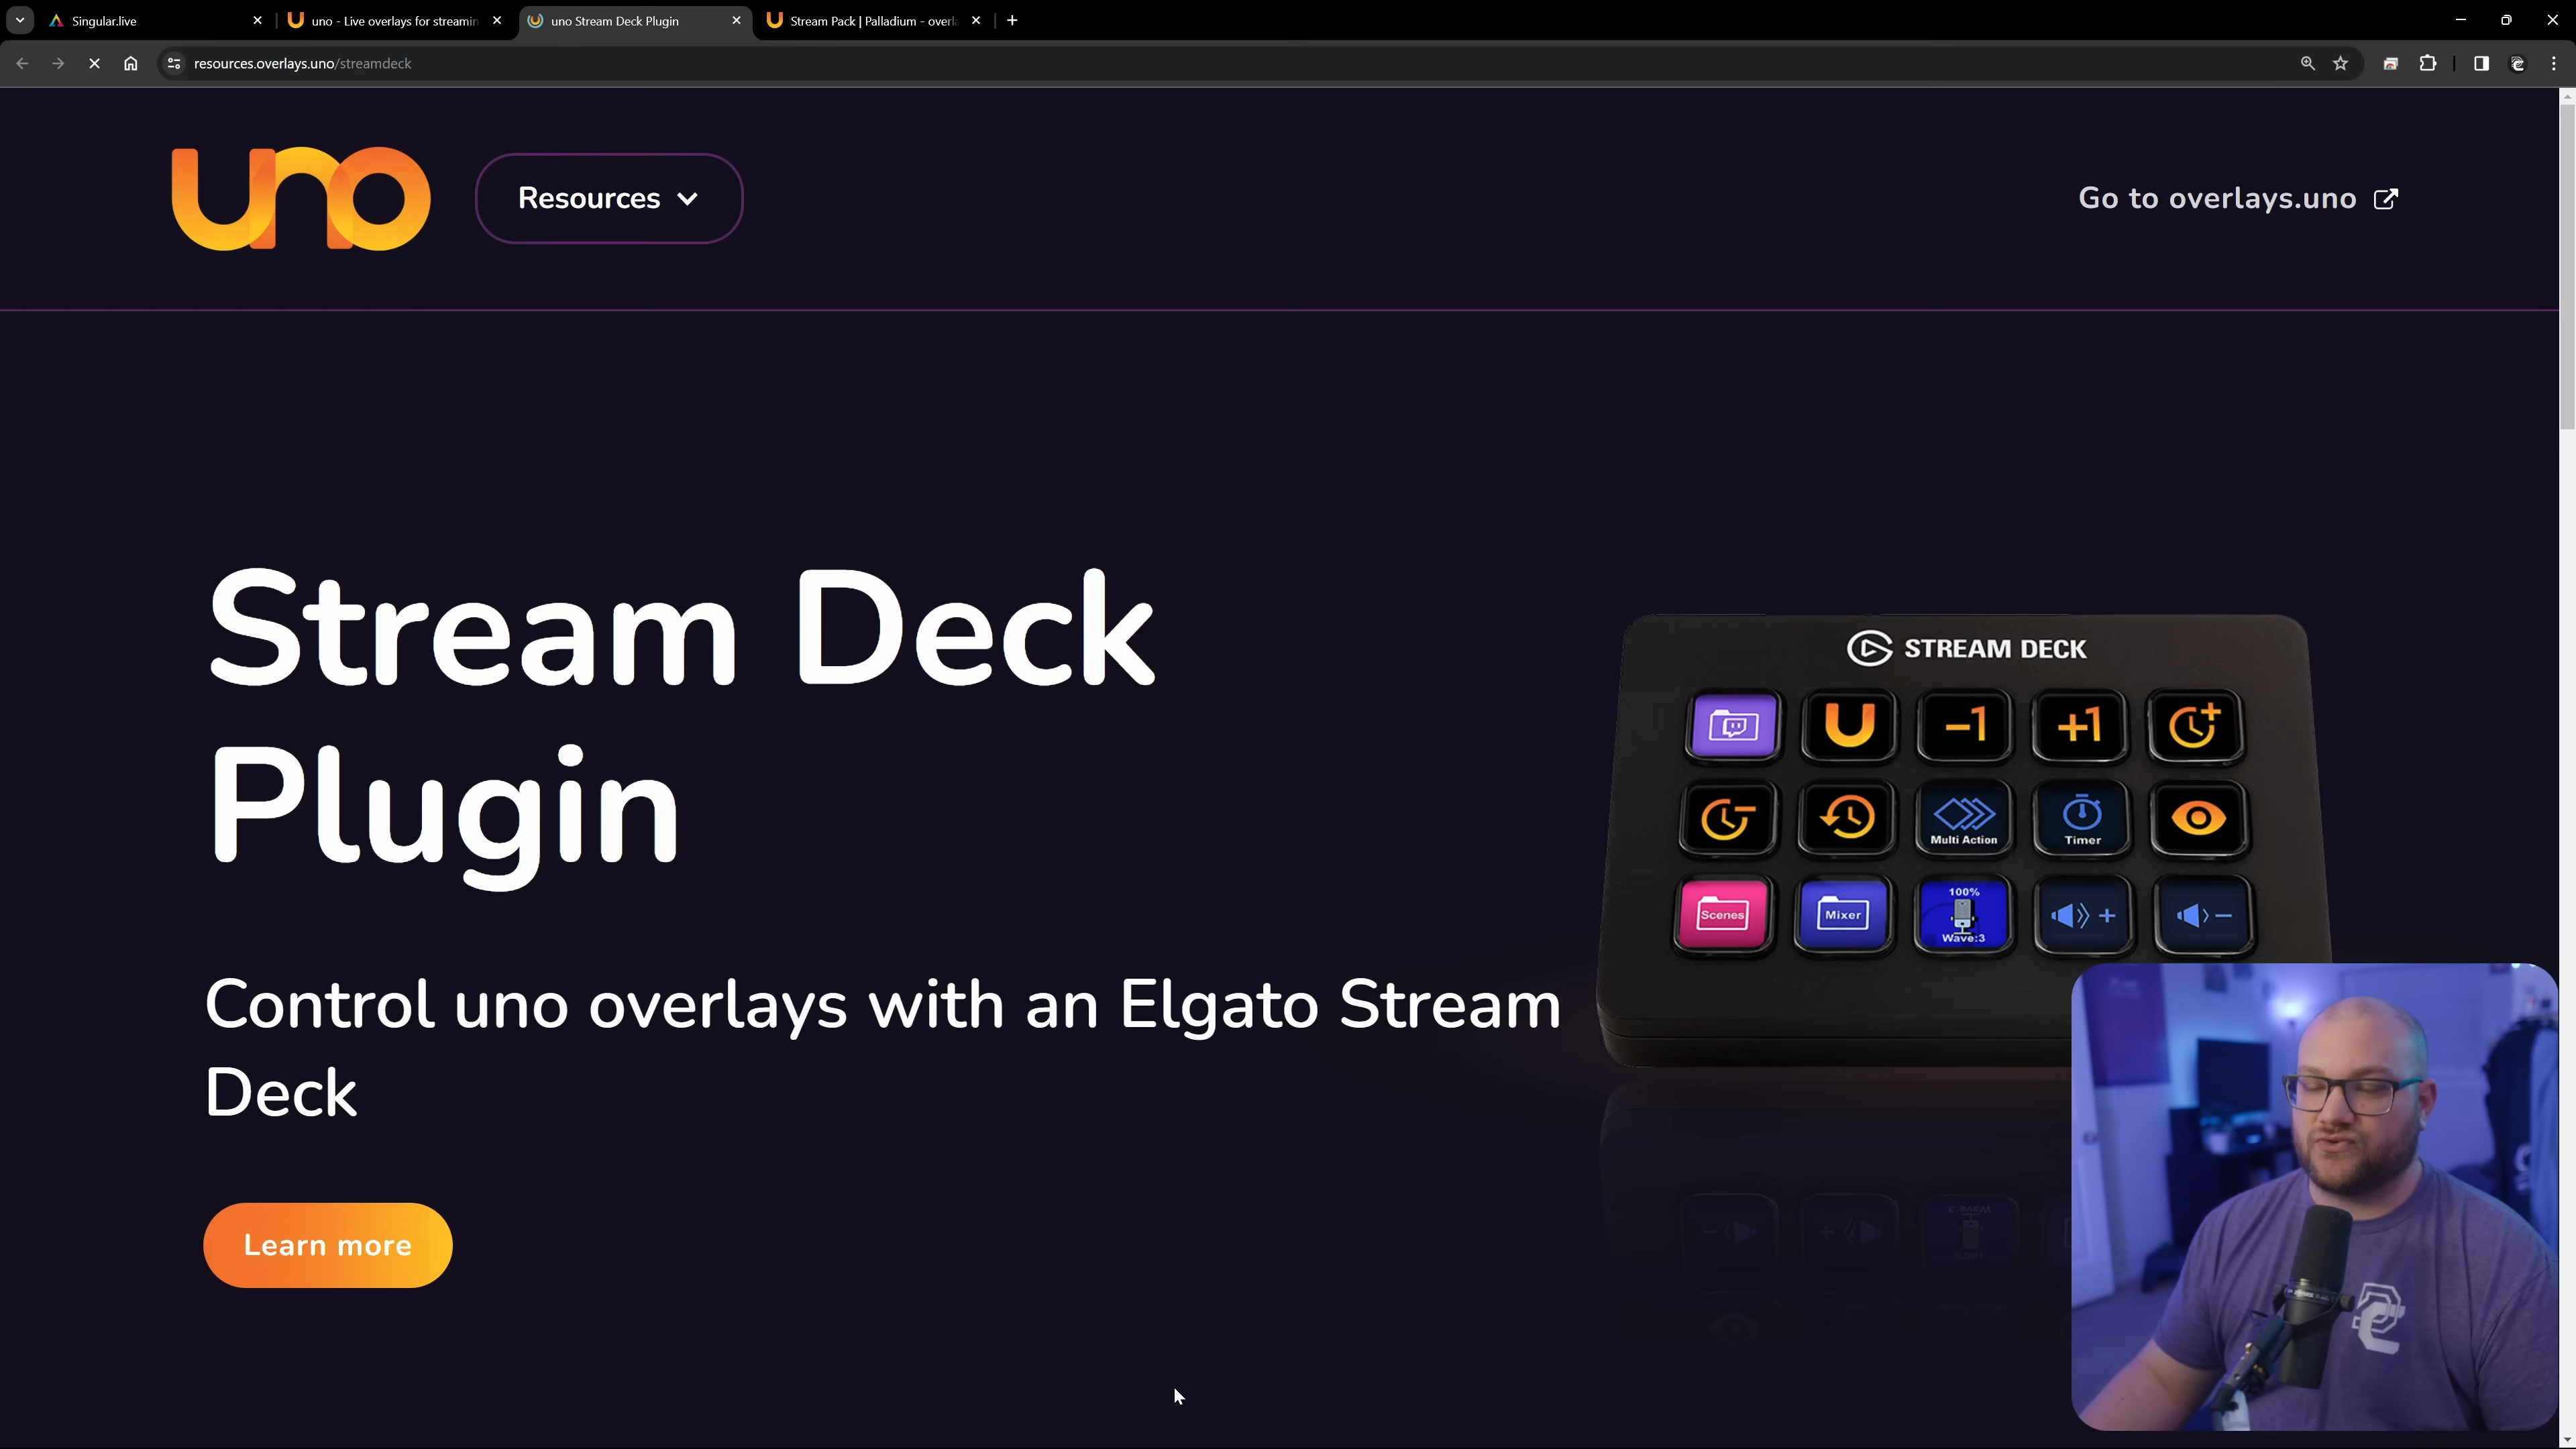 Singular.live
uno - Live overlays for streamin
uno Stream Deck Plugin
Stream Pack | Palladium - overla
resources.overlays.uno/streamdeck
uno
Resources
Go to overlays.uno
Stream Deck
Plugin
Control uno overlays with an Elgato Stream
Deck
Learn more
STREAM DECK
U
-1
+1
Multi Action
Timer
Scenes
Mixer
100%
Wave:3